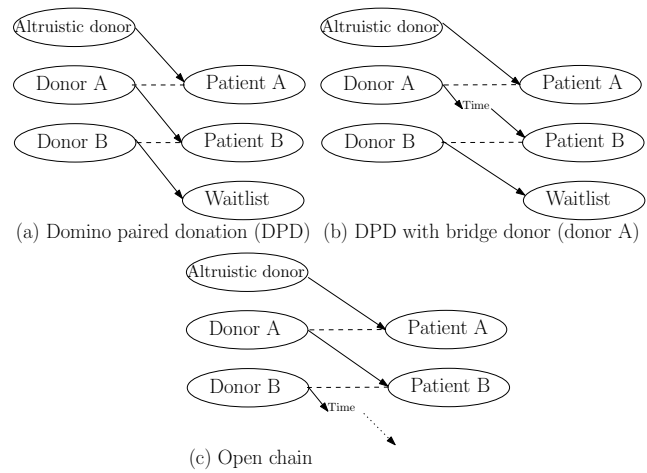 Altruistic donor
Donor A Patient A
Donor B Patient B
Waitlist
(a) Domino paired donation (DPD)
Altruistic donor
Donor A Patient A
Time
Donor B Patient B
Waitlist
(b) DPD with bridge donor (donor A)
Altruistic donor
Donor A Patient A
Donor B Patient B
Time
(c) Open chain